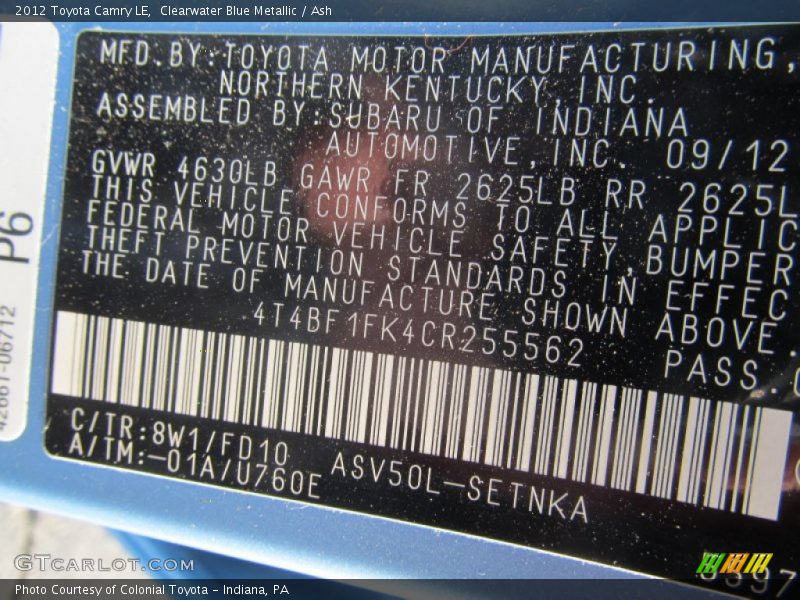 2012 Toyota Camry LE, Clearwater Blue Metallic / Ash
MFD.BY:TOYOTA MOTOR MANUFACTURING,
NORTHERN KENTUCKY,INC.
ASSEMBLED BY:SUBARU OF INDIANA
AUTOMOTIVE,INC. 09/12
GVWR 4630LB GAWR FR 2625LB RR 2625L
THIS VEHICLE CONFORMS TO ALL APPLIC
FEDERAL MOTOR VEHICLE SAFETY,BUMPER
THEFT PREVENTION STANDARDS IN EFFEC
THE DATE OF MANUFACTURE SHOWN ABOVE.
4T4BF1FK4CR255562 PASS.
C/TR:8W1/FD10
A/TM:-01A/U760E ASV50L-SETNKA
P6
42661-06712
GTCARLOT.COM
Photo Courtesy of Colonial Toyota - Indiana, PA